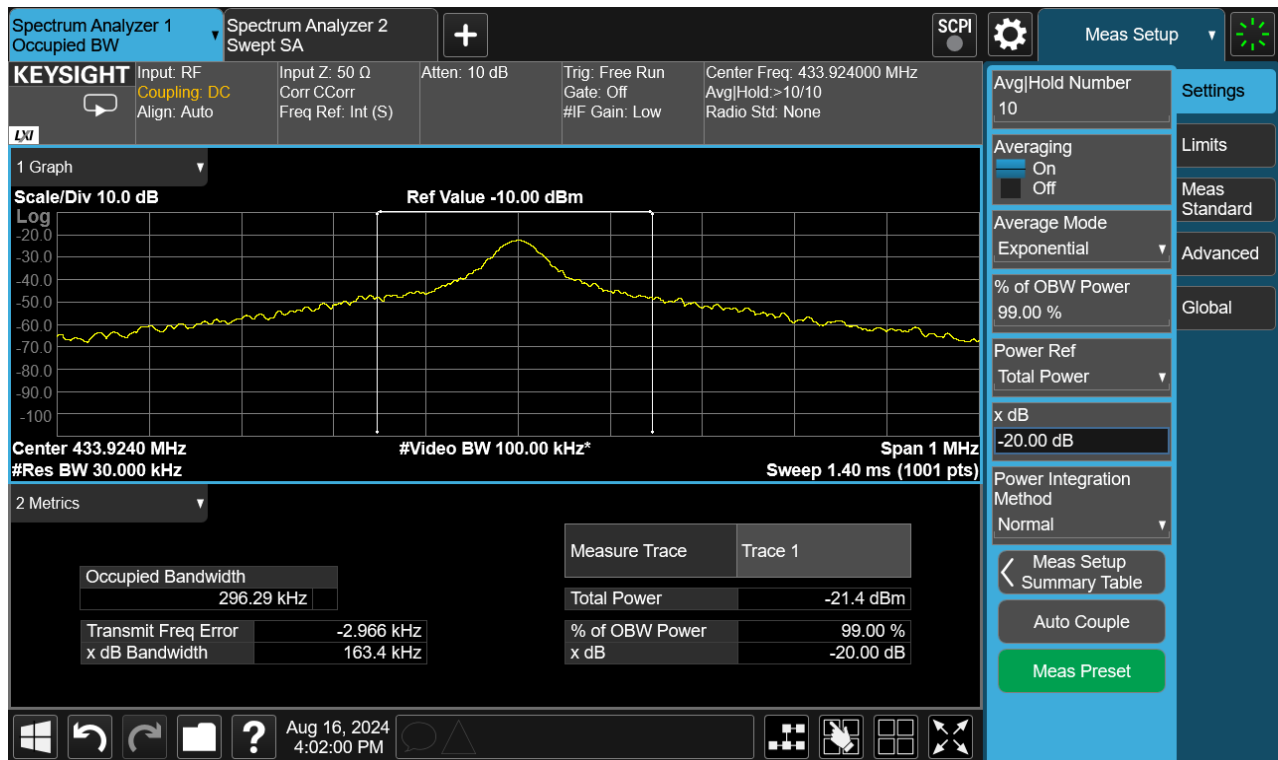 Spectrum Analyzer 1
Occupied BW
Spectrum Analyzer 2
Swept SA
SCPI
Meas Setup
KEYSIGHT
LXI
Input: RF
Coupling: DC
Align: Auto
Input Z: 50 Ω
Corr CCorr
Freq Ref: Int (S)
Atten: 10 dB
Trig: Free Run
Gate: Off
#IF Gain: Low
Center Freq: 433.924000 MHz
Avg|Hold:>10/10
Radio Std: None
1 Graph
Scale/Div 10.0 dB
Ref Value -10.00 dBm
Log
-20.0
-30.0
-40.0
-50.0
-60.0
-70.0
-80.0
-90.0
-100
Center 433.9240 MHz
#Video BW 100.00 kHz*
Span 1 MHz
#Res BW 30.000 kHz
Sweep 1.40 ms (1001 pts)
2 Metrics
Measure Trace Trace 1
Occupied Bandwidth
296.29 kHz
Total Power -21.4 dBm
Transmit Freq Error -2.966 kHz
% of OBW Power 99.00 %
x dB Bandwidth 163.4 kHz
x dB -20.00 dB
Avg|Hold Number
10
Averaging
On
Off
Average Mode
Exponential
% of OBW Power
99.00 %
Power Ref
Total Power
x dB
-20.00 dB
Power Integration
Method
Normal
Meas Setup
Summary Table
Auto Couple
Meas Preset
Settings
Limits
Meas
Standard
Advanced
Global
?
Aug 16, 2024
4:02:00 PM